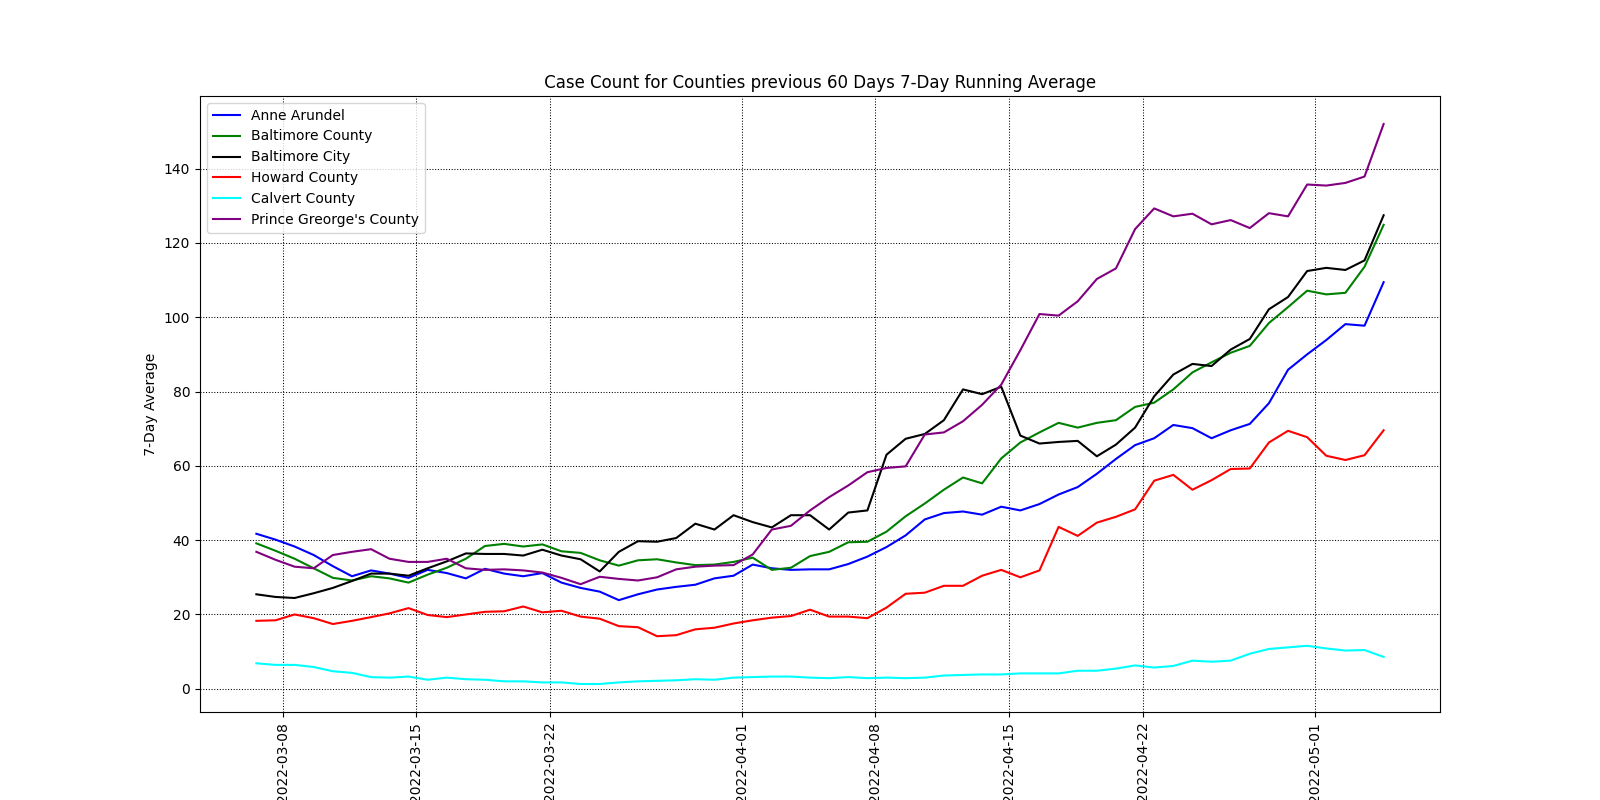 Case Count for Counties previous 60 Days 7-Day Running Average
Anne Arundel
Baltimore County
Baltimore City
Howard County
Calvert County
Prince Greorge's County
7-Day Average
140
120
100
80
60
40
20
0
2022-03-08
2022-03-15
2022-03-22
2022-04-01
2022-04-08
2022-04-15
2022-04-22
2022-05-01